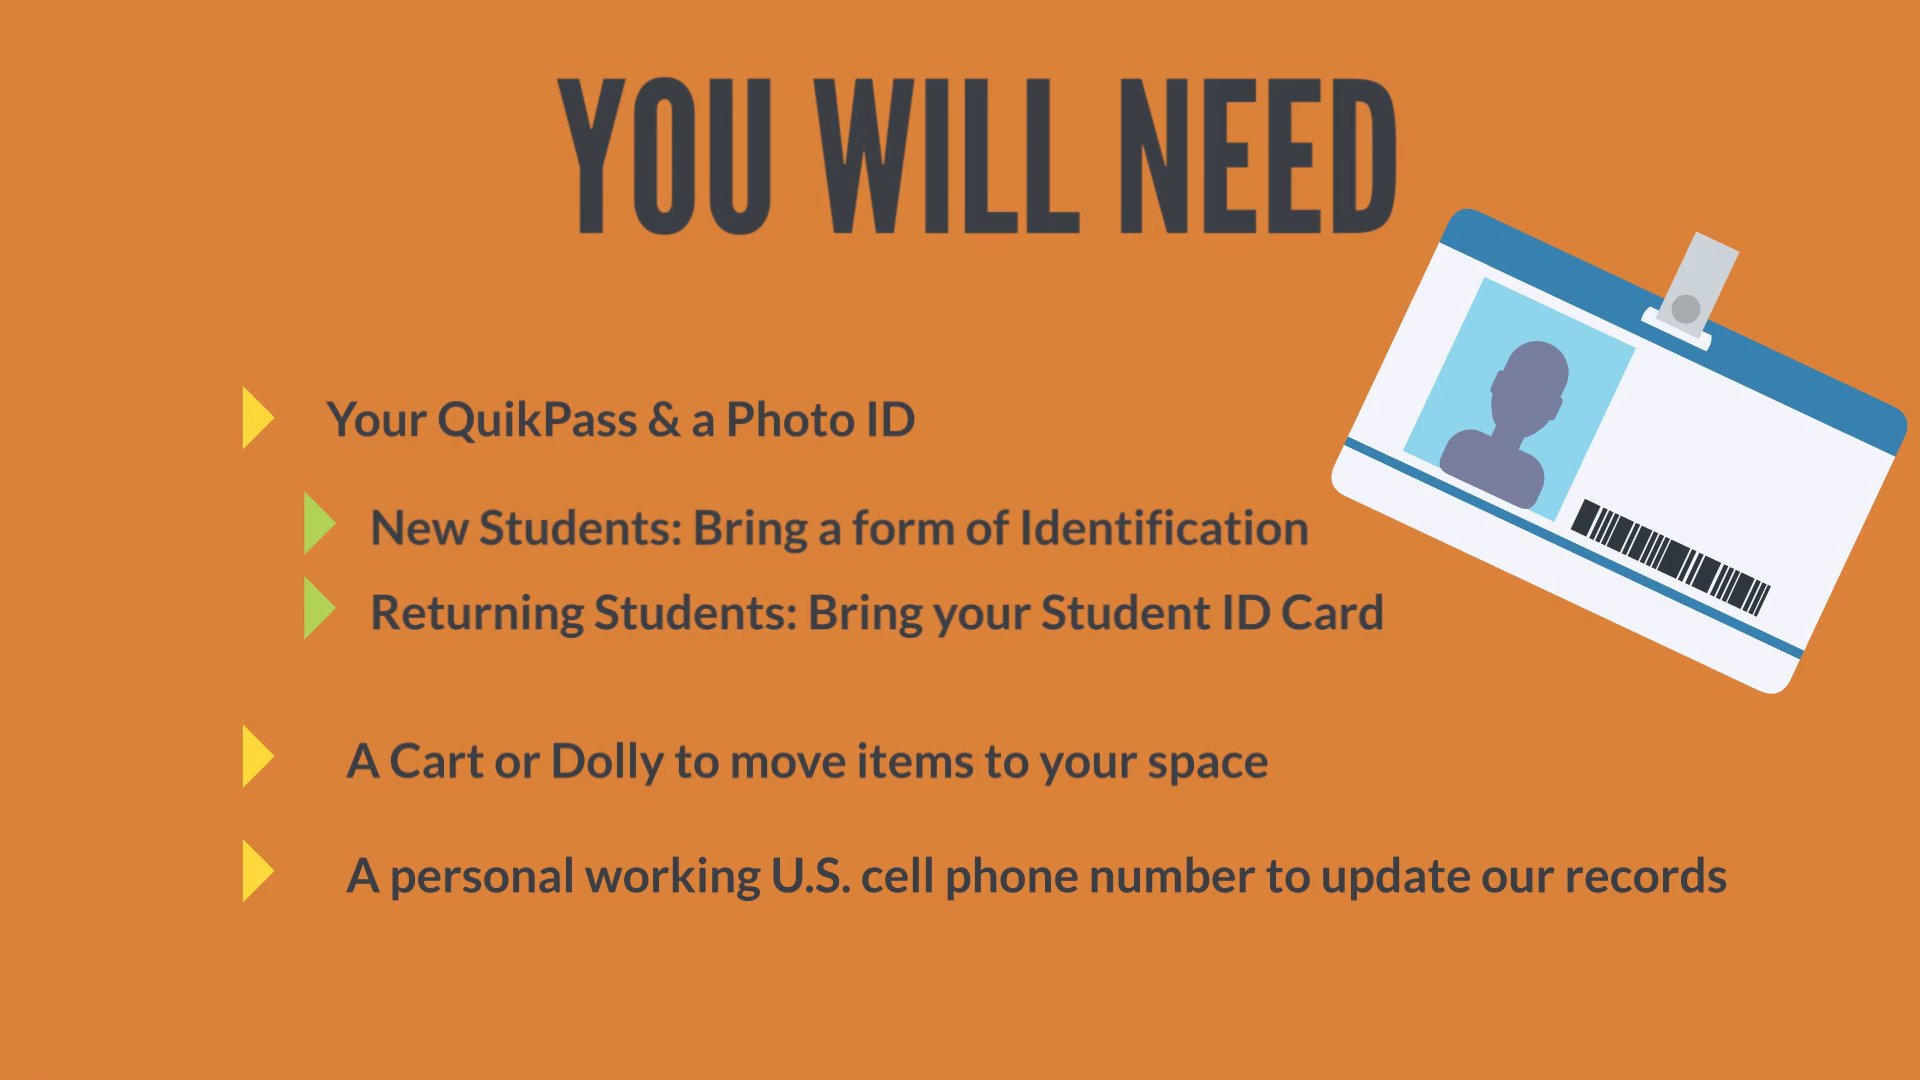 YOU WILL NEED
Your QuikPass & a Photo ID
New Students: Bring a form of Identification
Returning Students: Bring your Student ID Card
A Cart or Dolly to move items to your space
A personal working U.S. cell phone number to update our records